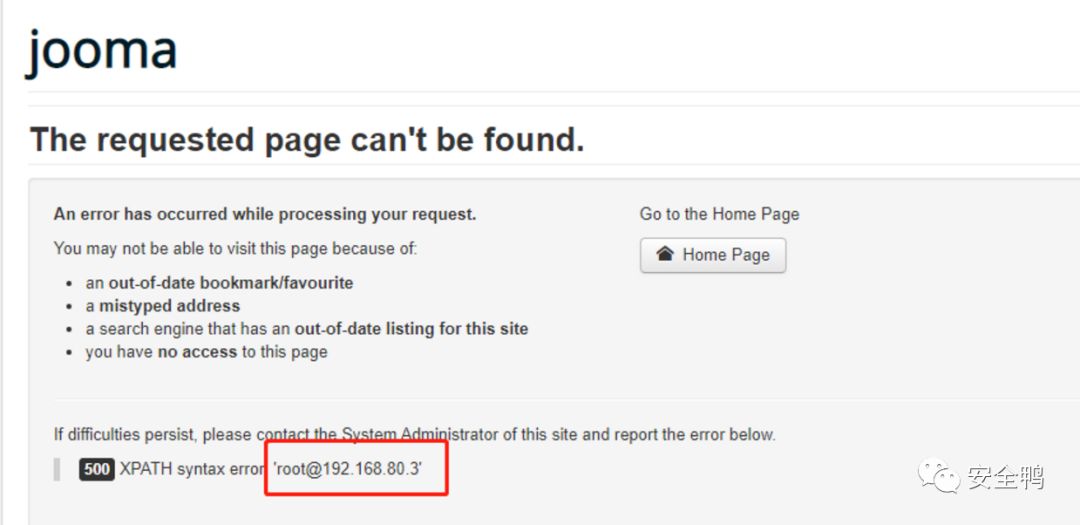 jooma
The requested page can't be found.
An error has occurred while processing your request.
You may not be able to visit this page because of:
• an out-of-date bookmark/favourite
• a mistyped address
• a search engine that has an out-of-date listing for this site
• you have no access to this page
Go to the Home Page
Home Page
If difficulties persist, please contact the System Administrator of this site and report the error below.
500 XPATH syntax error 'root@192.168.80.3'
安全鸭